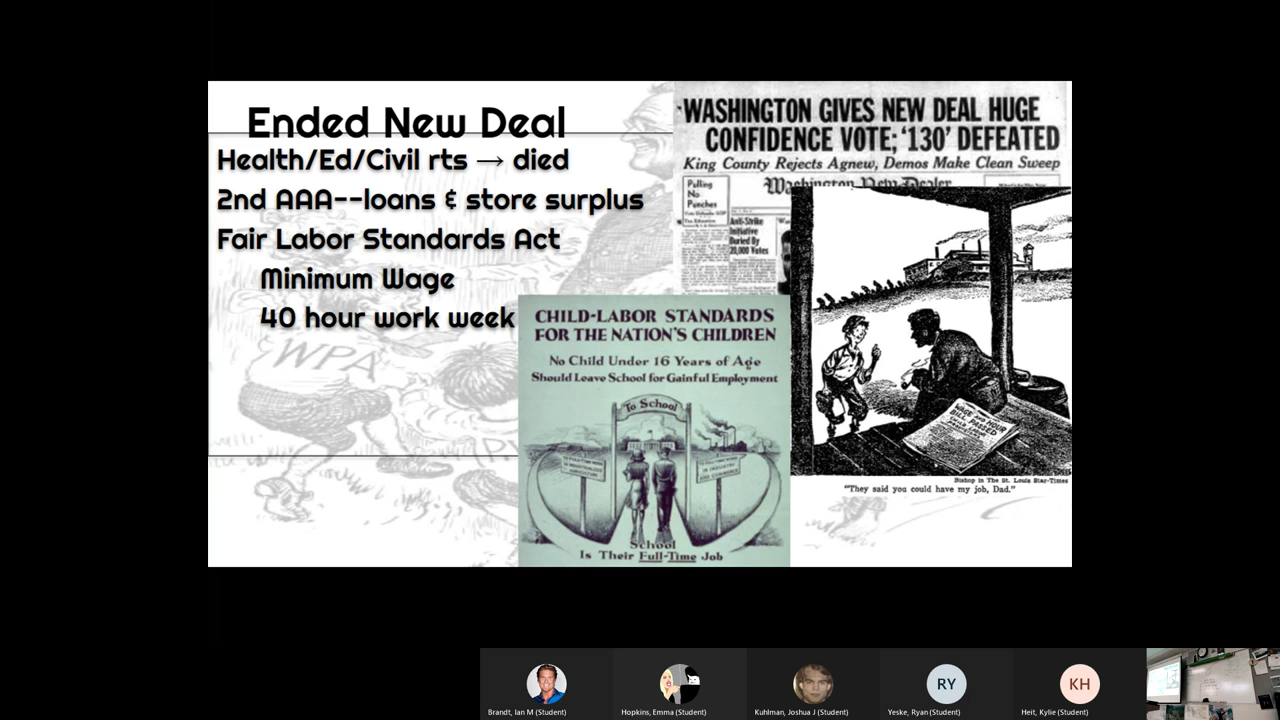 Ended New Deal
Health/Ed/Civil rts → died
2nd AAA--loans & store surplus
Fair Labor Standards Act
Minimum Wage
40 hour work week
WPA
WASHINGTON GIVES NEW DEAL HUGE
CONFIDENCE VOTE; '130' DEFEATED
King County Rejects Agnew, Demos Make Clean Sweep
Pulling
No
Punches
Washington New Dealer
Anti-Strike
Initiative
Buried By
20,000 Votes
CHILD-LABOR STANDARDS
FOR THE NATION'S CHILDREN
No Child Under 16 Years of Age
Should Leave School for Gainful Employment
To School
School
Is Their Full-Time Job
WAGE AND HOUR
BILL PASSED
Bishop in The St. Louis Star-Times
"They said you could have my job, Dad."
Brandt, Ian M (Student)
Hopkins, Emma (Student)
Kuhlman, Joshua J (Student)
RY
Yeske, Ryan (Student)
KH
Heit, Kylie (Student)